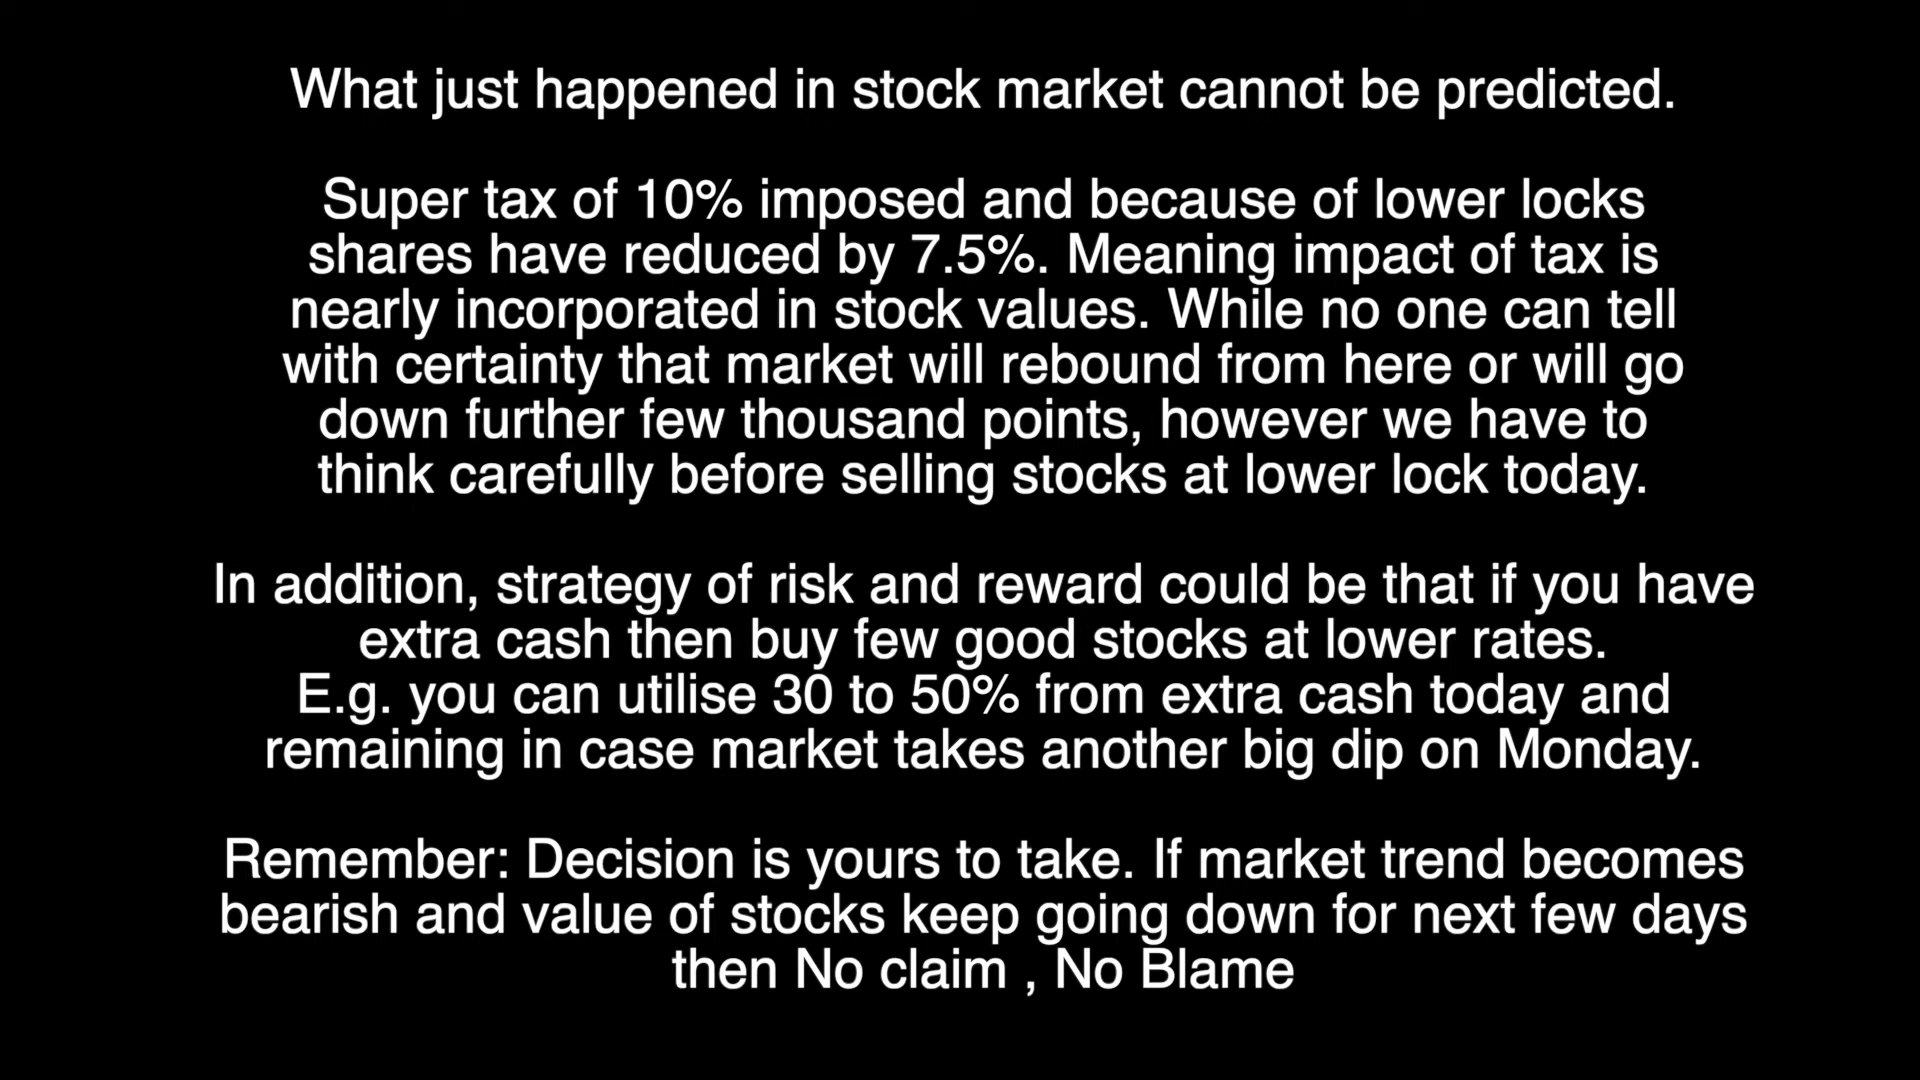 What just happened in stock market cannot be predicted.
Super tax of 10% imposed and because of lower locks
shares have reduced by 7.5%. Meaning impact of tax is
nearly incorporated in stock values. While no one can tell
with certainty that market will rebound from here or will go
down further few thousand points, however we have to
think carefully before selling stocks at lower lock today.
In addition, strategy of risk and reward could be that if you have
extra cash then buy few good stocks at lower rates.
E.g. you can utilise 30 to 50% from extra cash today and
remaining in case market takes another big dip on Monday.
Remember: Decision is yours to take. If market trend becomes
bearish and value of stocks keep going down for next few days
then No claim , No Blame